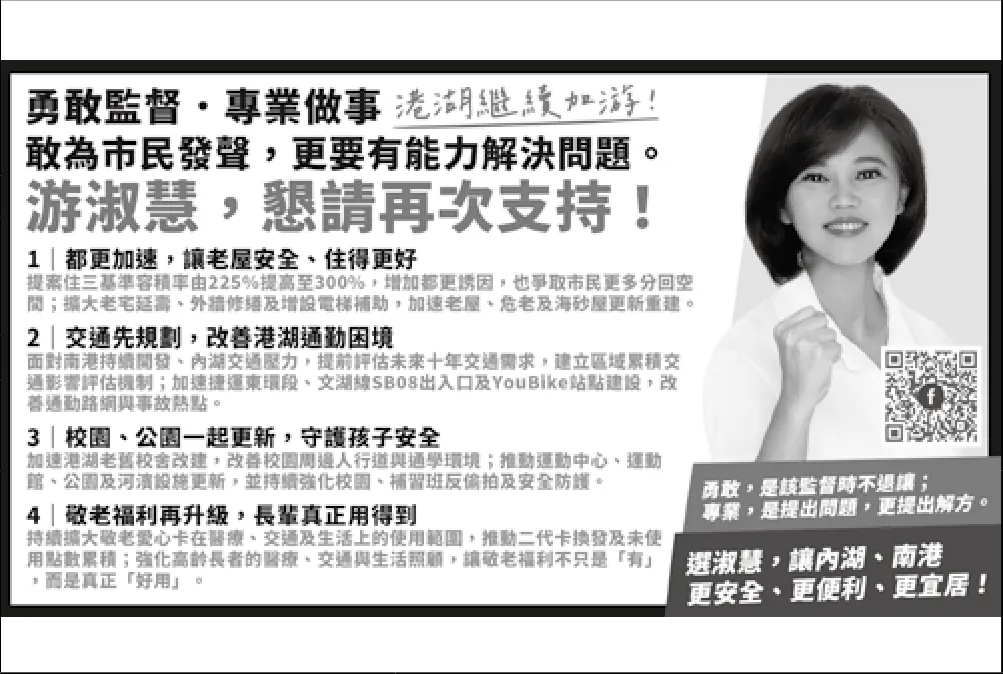 勇敢監督・專業做事 港湖繼續加游!
敢為市民發聲，更要有能力解決問題。
游淑慧，懇請再次支持！
1｜都更加速，讓老屋安全、住得更好
提案住三基準容積率由225%提高至300%，增加都更誘因，也爭取市民更多分回空
間；擴大老宅延壽、外牆修繕及增設電梯補助，加速老屋、危老及海砂屋更新重建。
2｜交通先規劃，改善港湖通勤困境
面對南港持續開發、內湖交通壓力，提前評估未來十年交通需求，建立區域累積交
通影響評估機制；加速捷運東環段、文湖線SB08出入口及YouBike站點建設，改
善通勤路網與事故熱點。
3｜校園、公園一起更新，守護孩子安全
加速港湖老舊校舍改建，改善校園周邊人行道與通學環境；推動運動中心、運動
館、公園及河濱設施更新，並持續強化校園、補習班反偷拍及安全防護。
4｜敬老福利再升級，長輩真正用得到
持續擴大敬老愛心卡在醫療、交通及生活上的使用範圍，推動二代卡換發及未使
用點數累積；強化高齡長者的醫療、交通與生活照顧，讓敬老福利不只是「有」
，而是真正「好用」。
勇敢，是該監督時不退讓；
專業，是提出問題，更提出解方。
選淑慧，讓內湖、南港
更安全、更便利、更宜居！